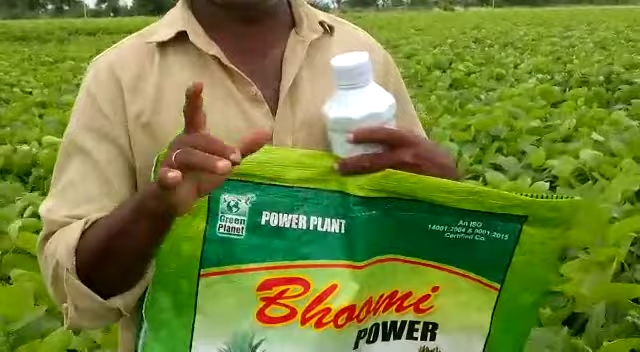 Green
Planet
POWER PLANT
An ISO
14001:2004 & 9001:2015
Certified Co.
Bhoomi
POWER